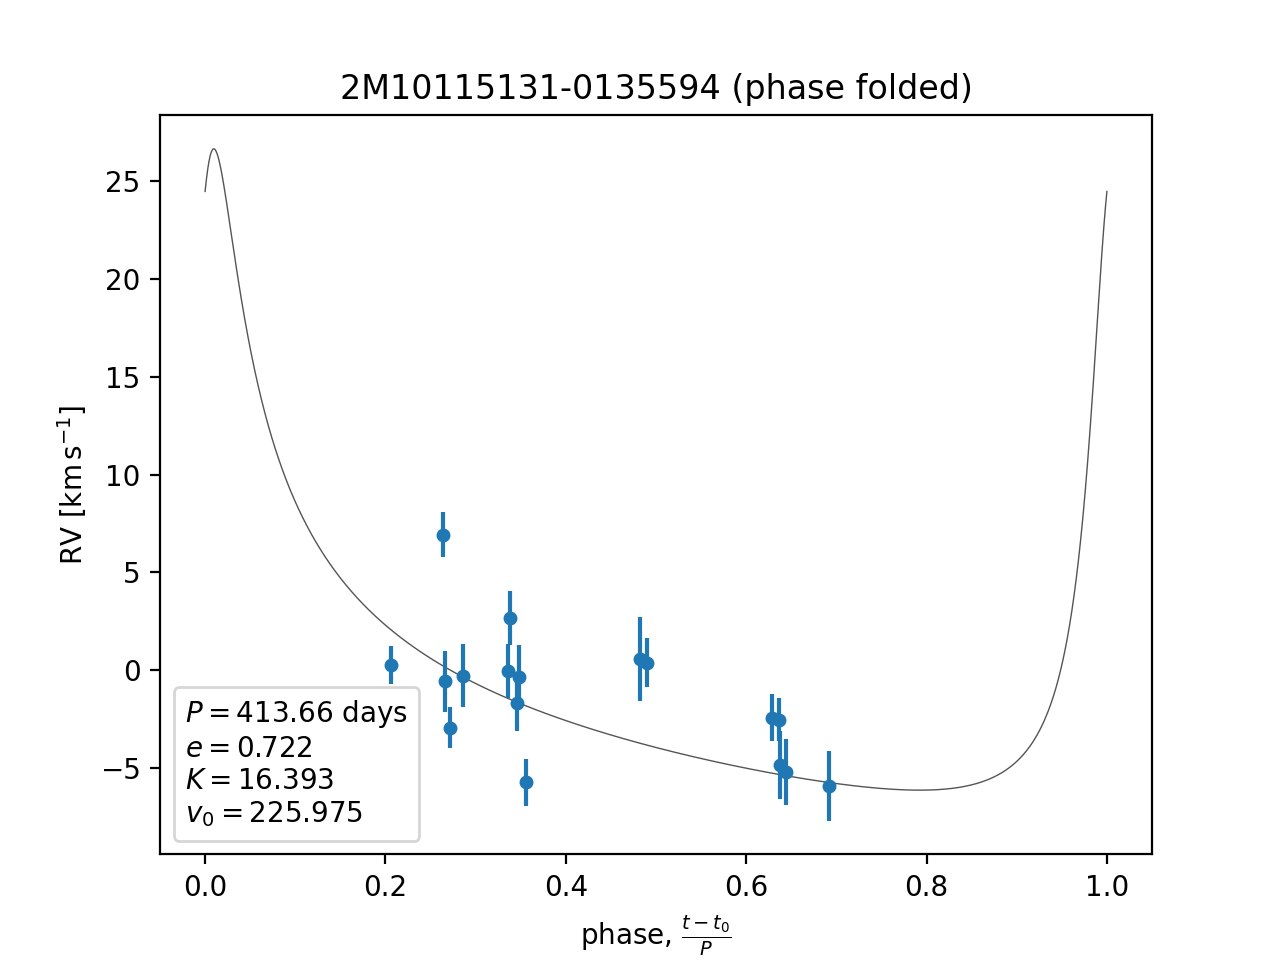 2M10115131-0135594 (phase folded)
RV [km s⁻¹]
25
20
15
10
5
0
−5
P = 413.66 days
e = 0.722
K = 16.393
v₀ = 225.975
0.0 0.2 0.4 0.6 0.8 1.0
phase, (t − t₀)/P